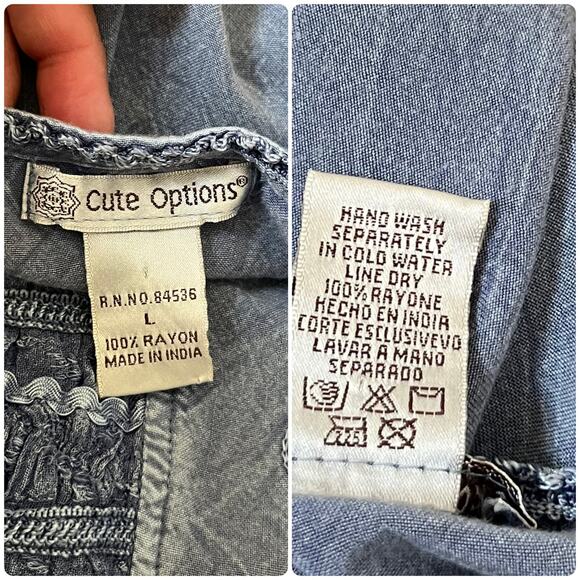 Cute Options®
R.N.NO.84536
L
100% RAYON
MADE IN INDIA
HAND WASH
SEPARATELY
IN COLD WATER
LINE DRY
100% RAYONE
HECHO EN INDIA
CORTE ESCLUSIVEVO
LAVAR A MANO
SEPARADO